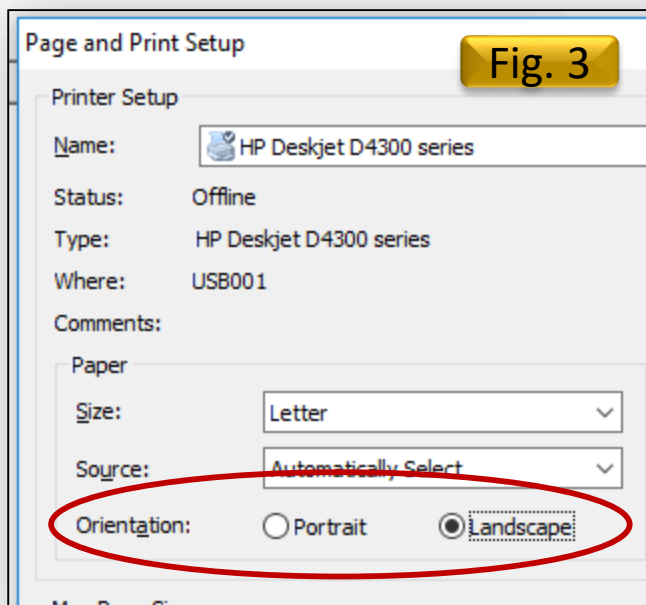 Page and Print Setup
Fig. 3
Printer Setup
Name: HP Deskjet D4300 series
Status: Offline
Type: HP Deskjet D4300 series
Where: USB001
Comments:
Paper
Size: Letter
Source: Automatically Select
Orientation: Portrait Landscape